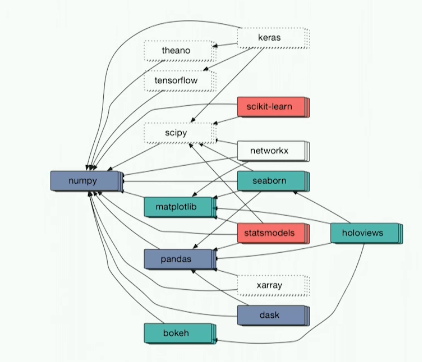 keras
theano
tensorflow
scikit-learn
scipy
networkx
numpy
seaborn
matplotlib
statsmodels
holoviews
pandas
xarray
dask
bokeh